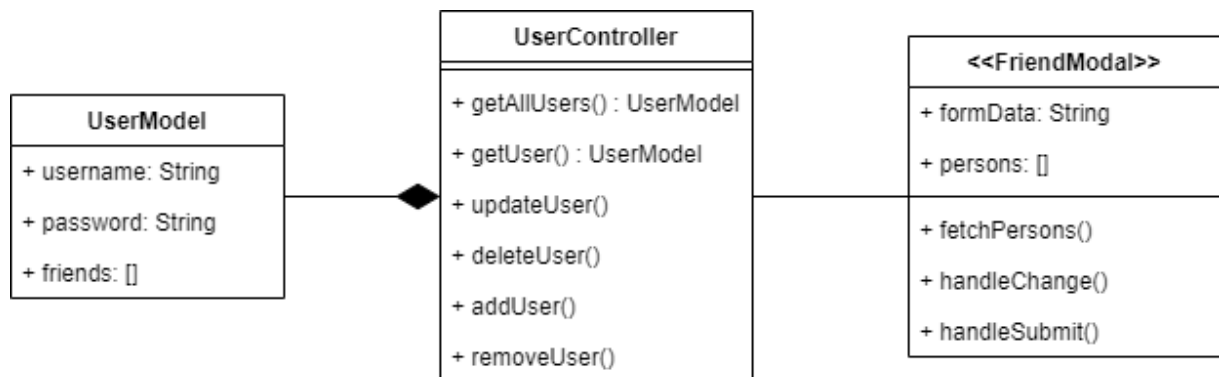 UserModel
+ username: String
+ password: String
+ friends: []
UserController
+ getAllUsers() : UserModel
+ getUser() : UserModel
+ updateUser()
+ deleteUser()
+ addUser()
+ removeUser()
<<FriendModal>>
+ formData: String
+ persons: []
+ fetchPersons()
+ handleChange()
+ handleSubmit()